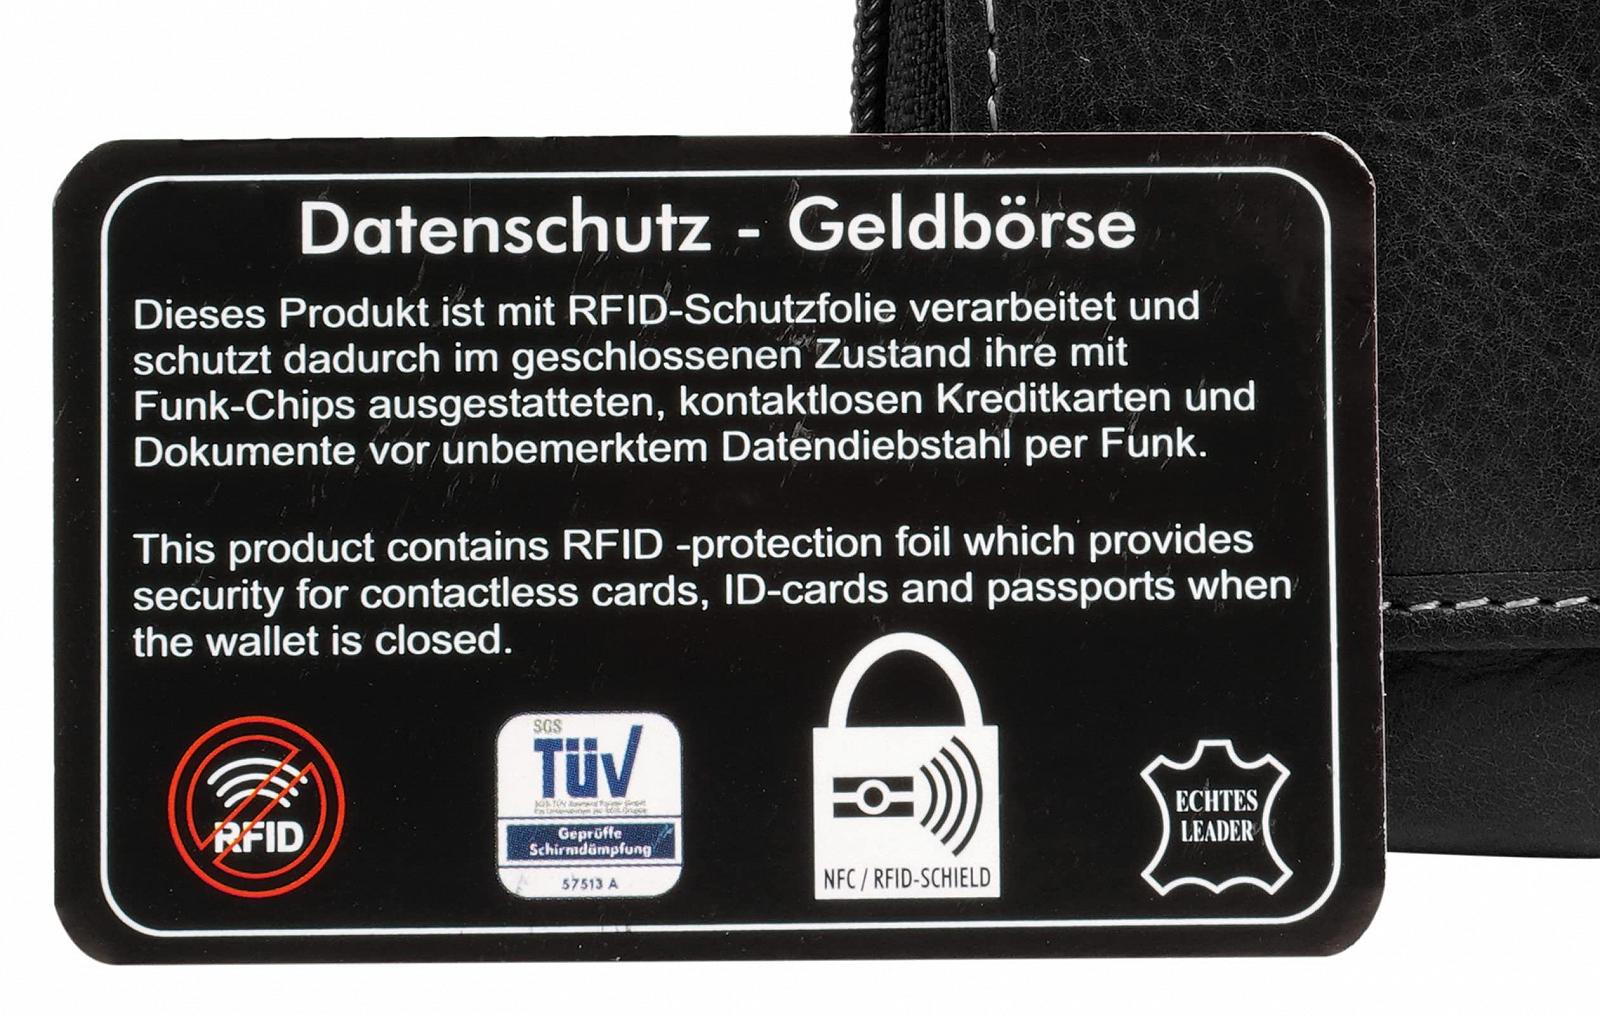 Datenschutz - Geldbörse
Dieses Produkt ist mit RFID-Schutzfolie verarbeitet und
schutzt dadurch im geschlossenen Zustand ihre mit
Funk-Chips ausgestatteten, kontaktlosen Kreditkarten und
Dokumente vor unbemerktem Datendiebstahl per Funk.
This product contains RFID -protection foil which provides
security for contactless cards, ID-cards and passports when
the wallet is closed.
RFID
SGS
TÜV
Geprüffe
Schirmdämpfung
57513 A
NFC / RFID-SCHIELD
ECHTES
LEADER